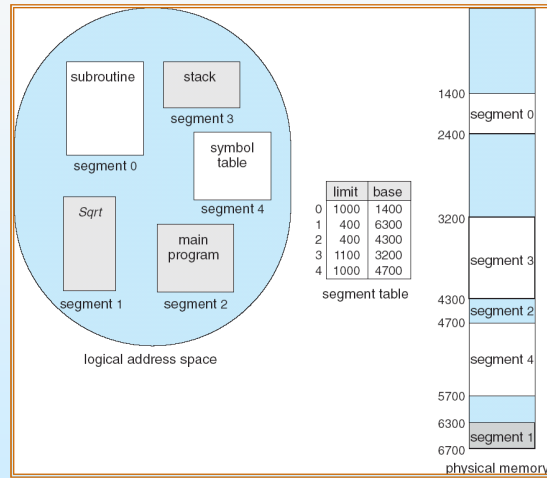 subroutine
segment 0
stack
segment 3
symbol
table
segment 4
Sqrt
segment 1
main
program
segment 2
logical address space
limit base
0 1000 1400
1 400 6300
2 400 4300
3 1100 3200
4 1000 4700
segment table
1400
segment 0
2400
3200
segment 3
4300
segment 2
4700
segment 4
5700
6300
segment 1
6700
physical memory